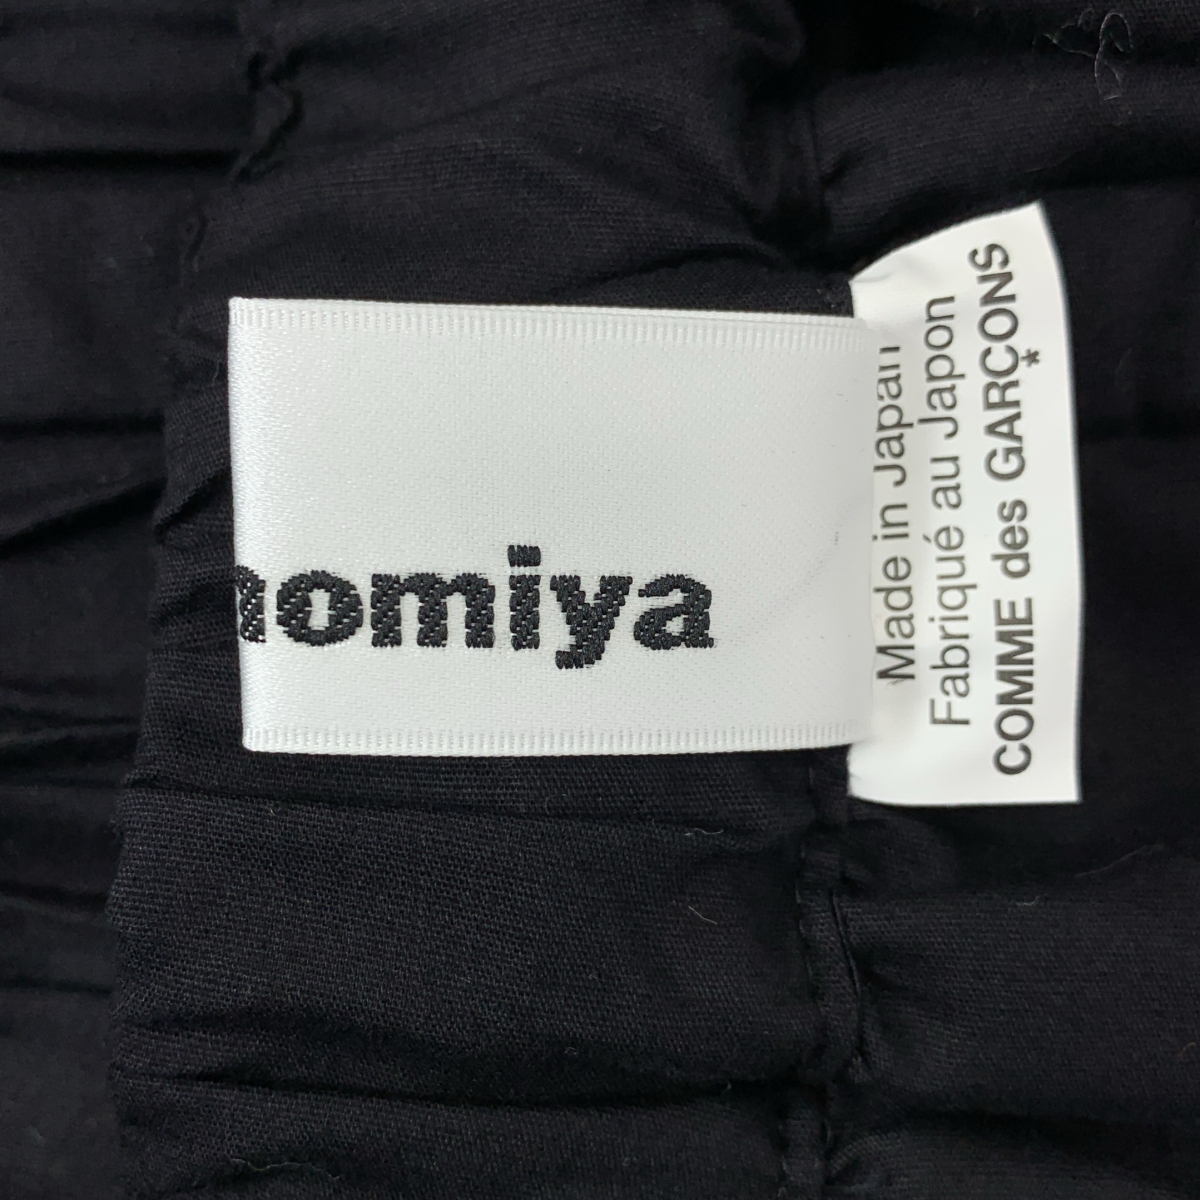 nomiya
Made in Japan
Fabriqué au Japon
COMME des GARÇONS
*